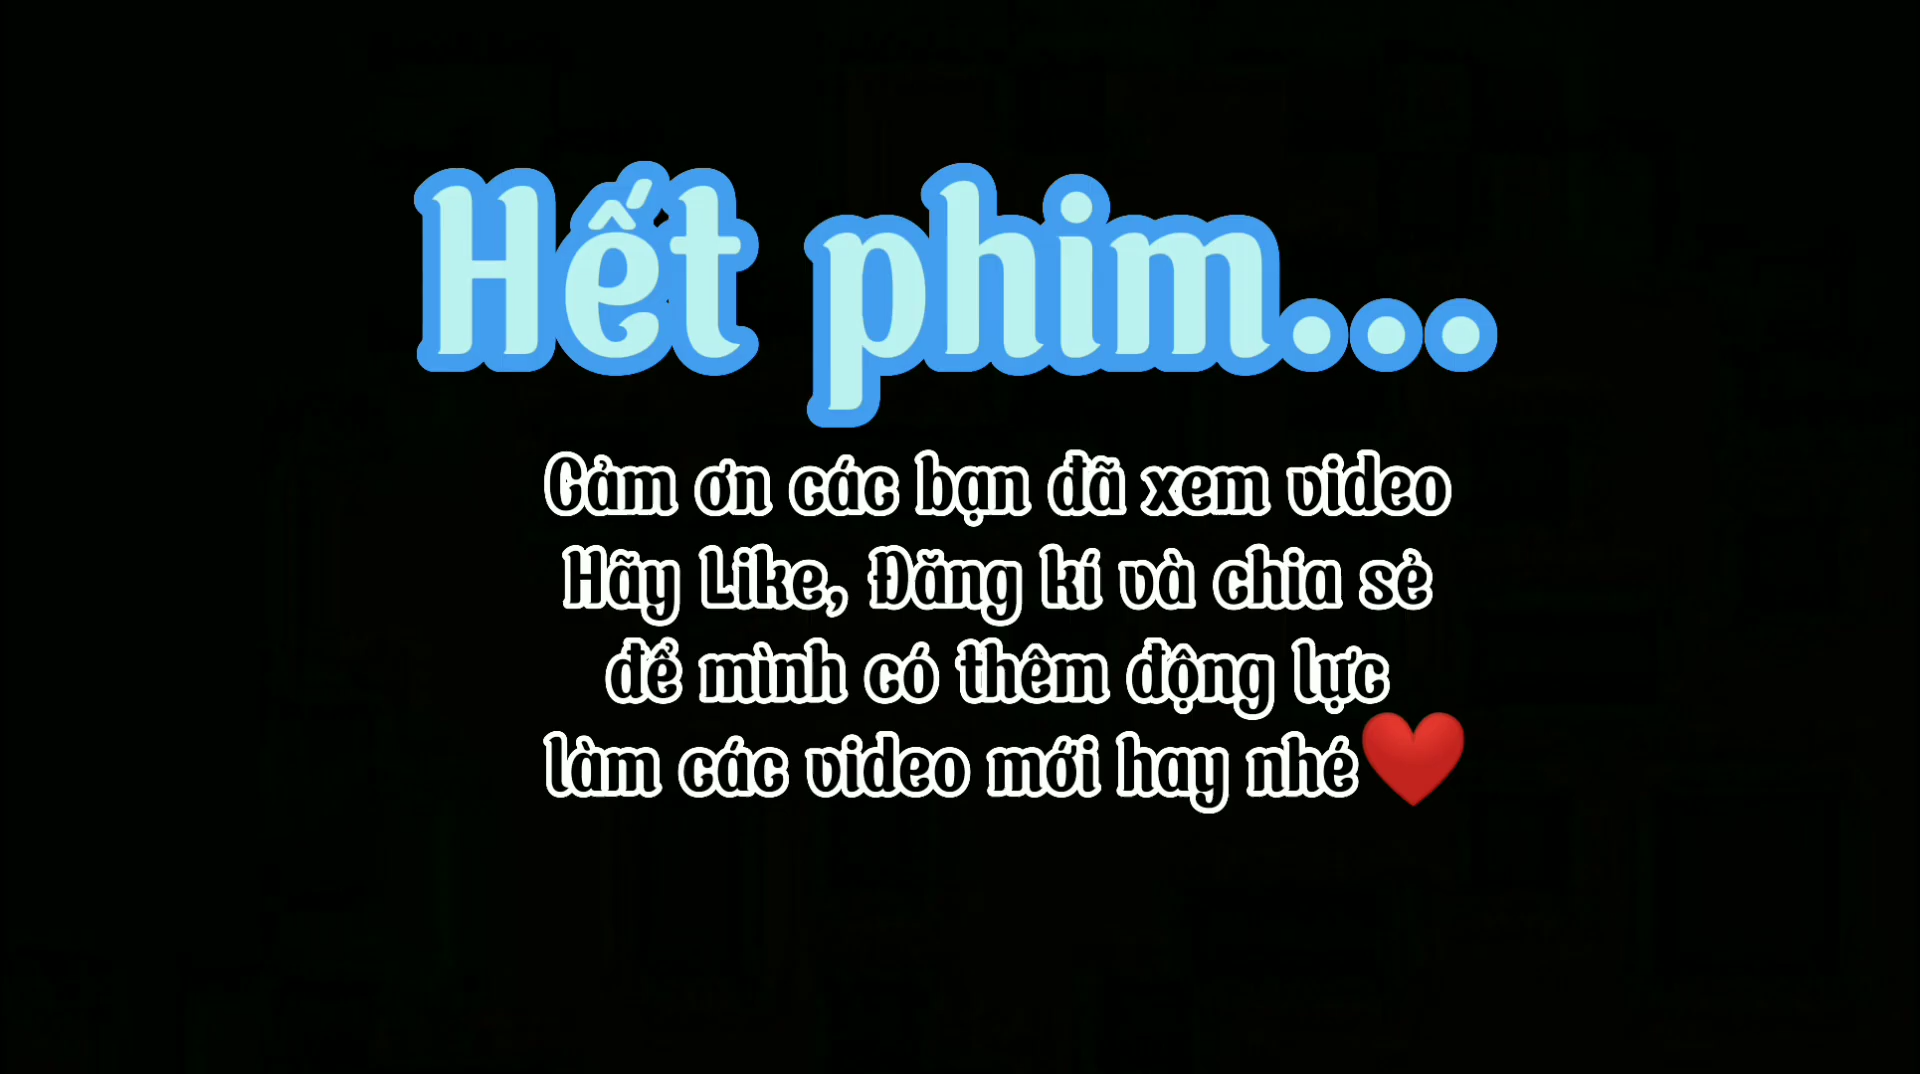 Hết phim...
Cảm ơn các bạn đã xem video
Hãy Like, Đăng kí và chia sẻ
để mình có thêm động lực
làm các video mới hay nhé❤️